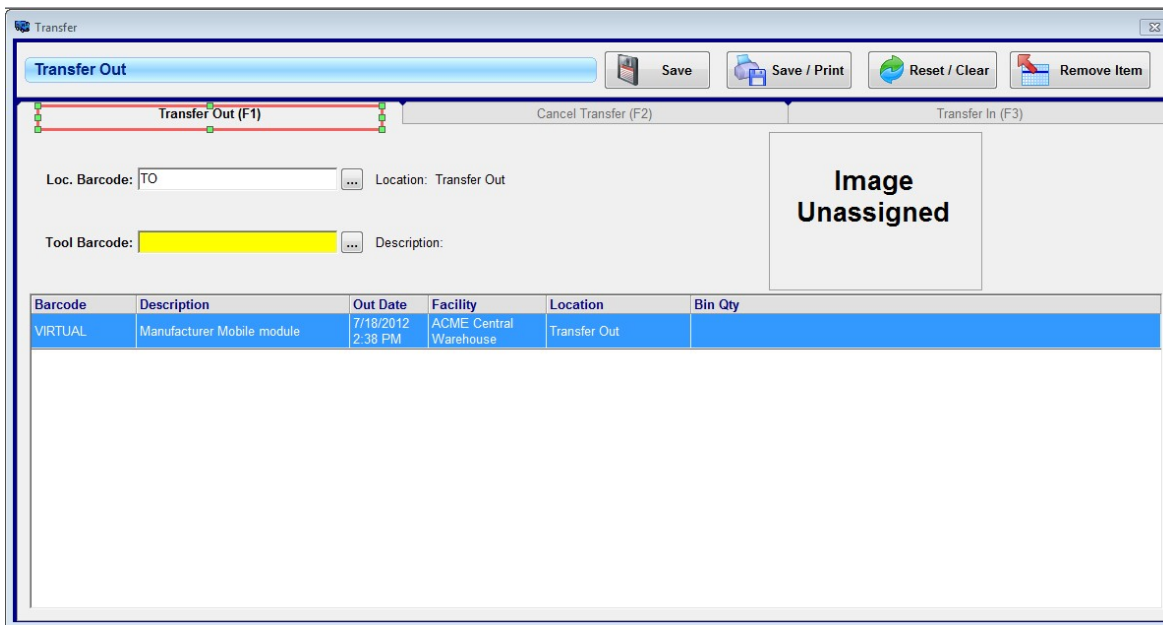 Transfer
Transfer Out
Save
Save / Print
Reset / Clear
Remove Item
Transfer Out (F1)
Cancel Transfer (F2)
Transfer In (F3)
Loc. Barcode: TO ... Location: Transfer Out
Image
Unassigned
Tool Barcode: ... Description:
Barcode Description Out Date Facility Location Bin Qty
VIRTUAL Manufacturer Mobile module 7/18/2012 ACME Central Transfer Out
2:38 PM Warehouse